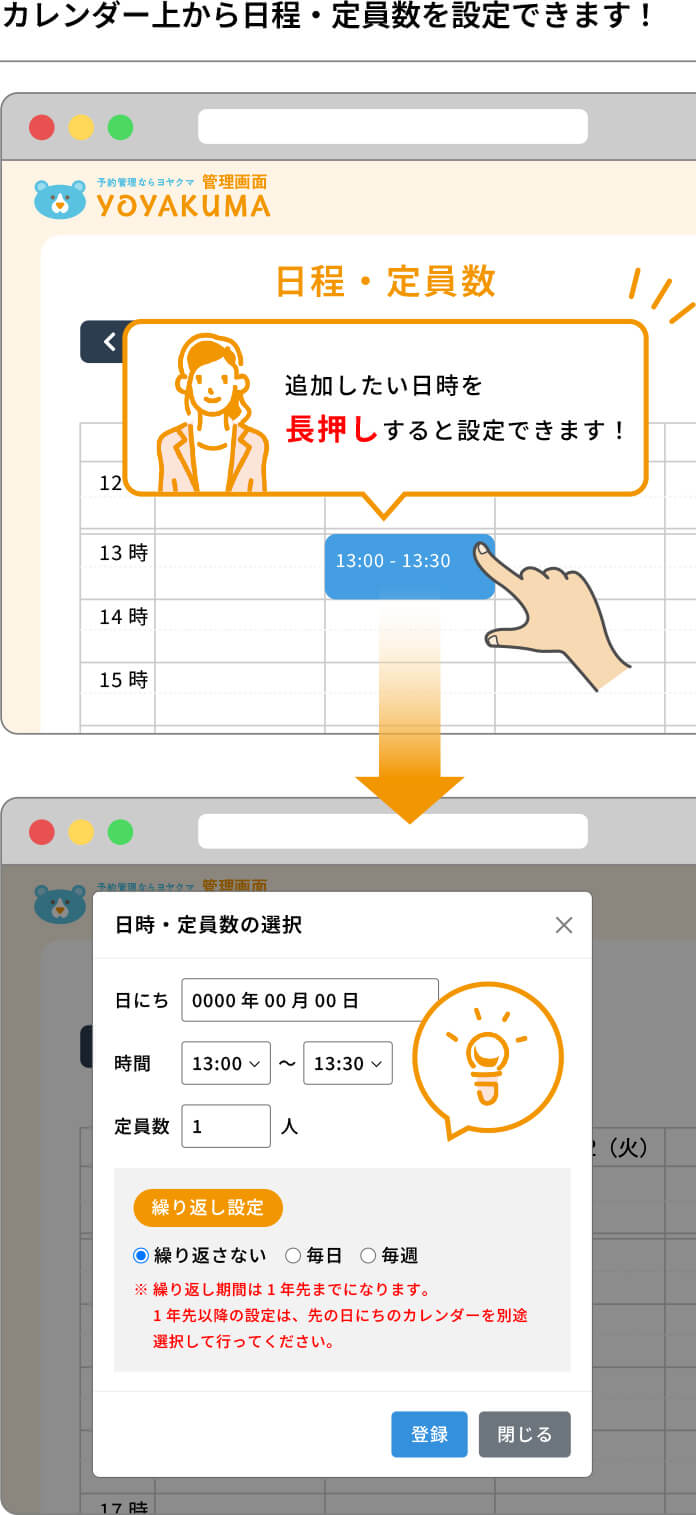 カレンダー上から日程・定員数を設定できます！
予約管理ならヨヤクマ 管理画面
YOYAKUMA
日程・定員数
追加したい日時を
長押しすると設定できます！
12
13 時
13:00 - 13:30
14 時
15 時
予約管理ならヨヤクマ 管理画面
日時・定員数の選択
日にち 0000 年 00 月 00 日
時間 13:00 ～ 13:30
定員数 1 人
（火）
繰り返し設定
繰り返さない 毎日 毎週
※ 繰り返し期間は 1 年先までになります。
1 年先以降の設定は、先の日にちのカレンダーを別途
選択して行ってください。
登録 閉じる
17 時